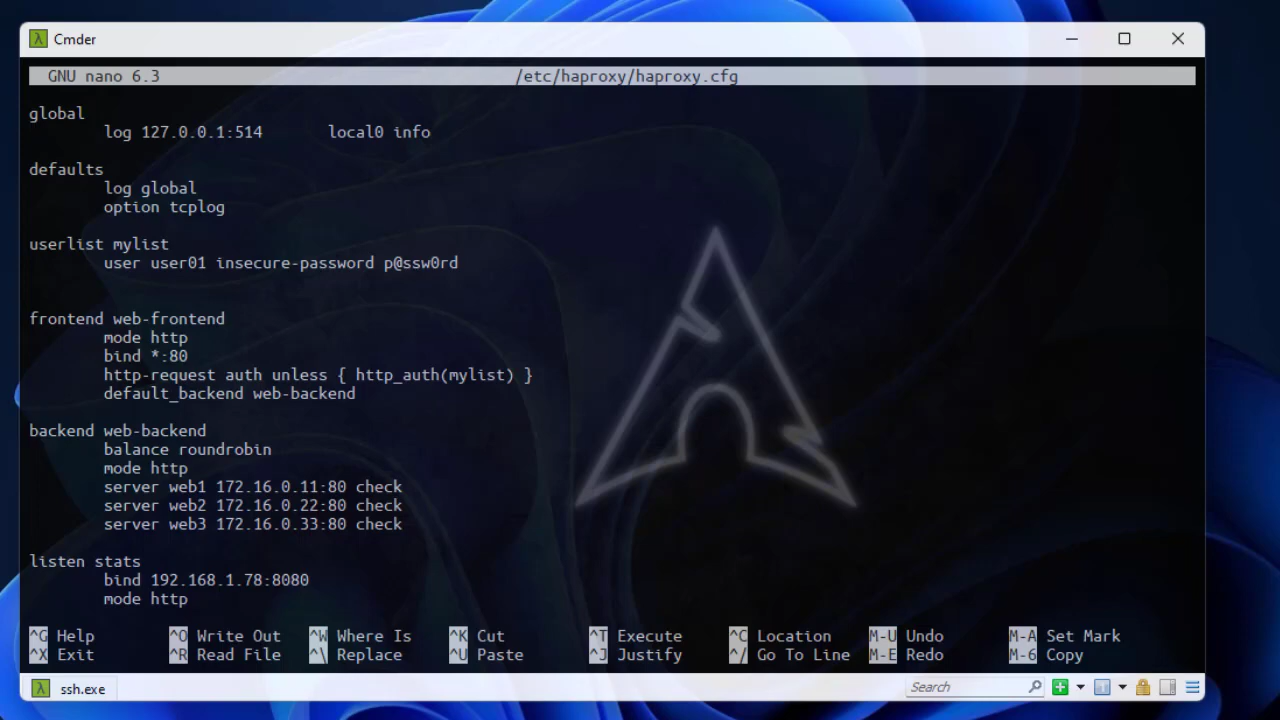 Cmder
GNU nano 6.3 /etc/haproxy/haproxy.cfg
global
log 127.0.0.1:514 local0 info
defaults
log global
option tcplog
userlist mylist
user user01 insecure-password p@ssw0rd
frontend web-frontend
mode http
bind *:80
http-request auth unless { http_auth(mylist) }
default_backend web-backend
backend web-backend
balance roundrobin
mode http
server web1 172.16.0.11:80 check
server web2 172.16.0.22:80 check
server web3 172.16.0.33:80 check
listen stats
bind 192.168.1.78:8080
mode http
^G Help ^O Write Out ^W Where Is ^K Cut ^T Execute ^C Location M-U Undo M-A Set Mark
^X Exit ^R Read File ^\ Replace ^U Paste ^J Justify ^/ Go To Line M-E Redo M-6 Copy
ssh.exe Search